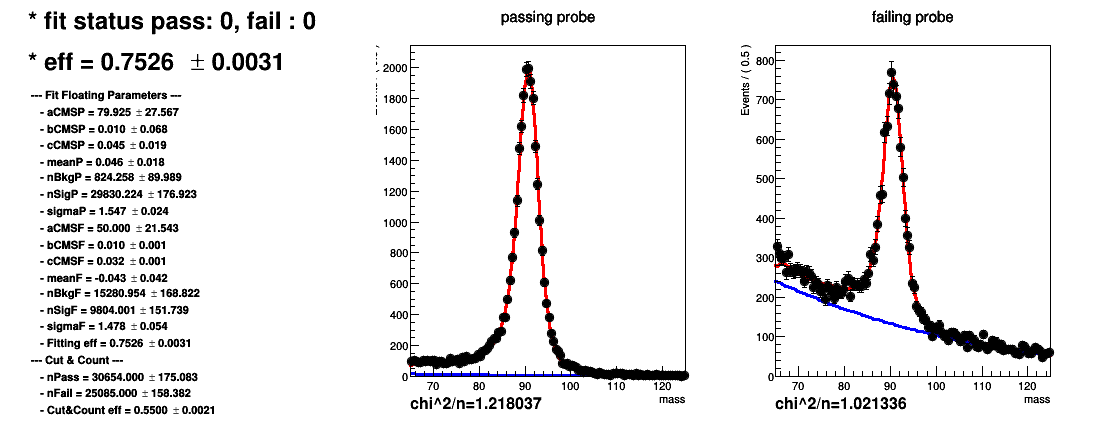 * fit status pass: 0, fail : 0
* eff = 0.7526 ± 0.0031
--- Fit Floating Parameters ---
- aCMSP = 79.925 ± 27.567
- bCMSP = 0.010 ± 0.068
- cCMSP = 0.045 ± 0.019
- meanP = 0.046 ± 0.018
- nBkgP = 824.258 ± 89.989
- nSigP = 29830.224 ± 176.923
- sigmaP = 1.547 ± 0.024
- aCMSF = 50.000 ± 21.543
- bCMSF = 0.010 ± 0.001
- cCMSF = 0.032 ± 0.001
- meanF = -0.043 ± 0.042
- nBkgF = 15280.954 ± 168.822
- nSigF = 9804.001 ± 151.739
- sigmaF = 1.478 ± 0.054
- Fitting eff = 0.7526 ± 0.0031
--- Cut & Count ---
- nPass = 30654.000 ± 175.083
- nFail = 25085.000 ± 158.382
- Cut&Count eff = 0.5500 ± 0.0021
passing probe
2000
1800
1600
1400
1200
1000
800
600
400
200
0
70 80 90 100 110 120
mass
chi^2/n=1.218037
failing probe
Events / ( 0.5 )
800
700
600
500
400
300
200
100
0
70 80 90 100 110 120
mass
chi^2/n=1.021336